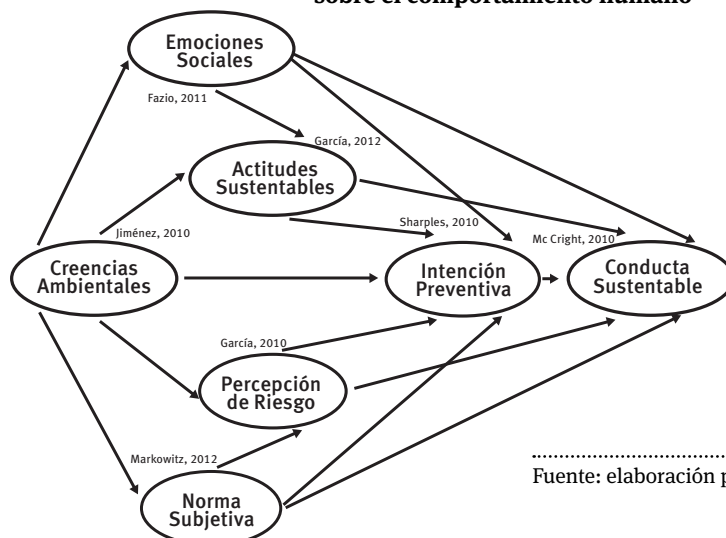 sobre el comportamiento humano
Emociones
Sociales
Fazio, 2011
García, 2012
Actitudes
Sustentables
Jiménez, 2010
Sharples, 2010
Mc Cright, 2010
Creencias
Ambientales
Intención
Preventiva
Conducta
Sustentable
García, 2010
Percepción
de Riesgo
Markowitz, 2012
Norma
Subjetiva
Fuente: elaboración p